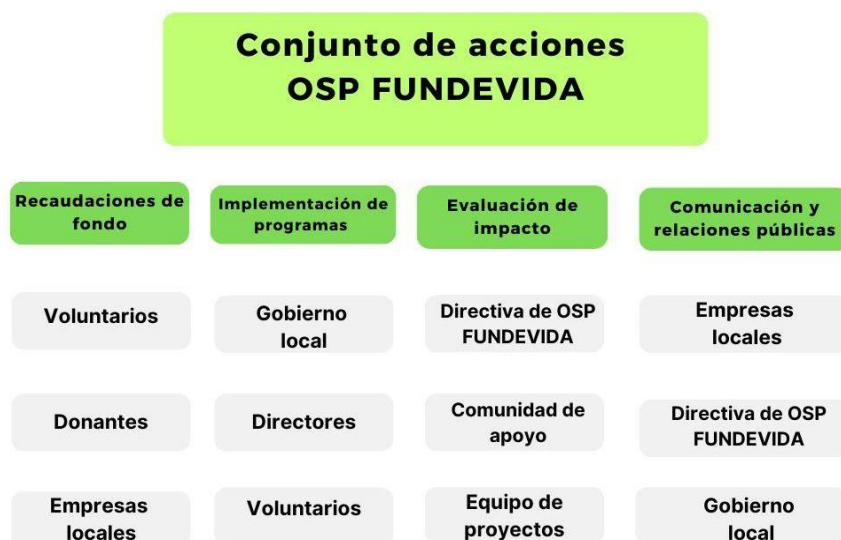 Conjunto de acciones
OSP FUNDEVIDA
Recaudaciones de
fondo
Implementación de
programas
Evaluación de
impacto
Comunicación y
relaciones públicas
Voluntarios
Gobierno
local
Directiva de OSP
FUNDEVIDA
Empresas
locales
Donantes
Directores
Comunidad de
apoyo
Directiva de OSP
FUNDEVIDA
Empresas
locales
Voluntarios
Equipo de
proyectos
Gobierno
local